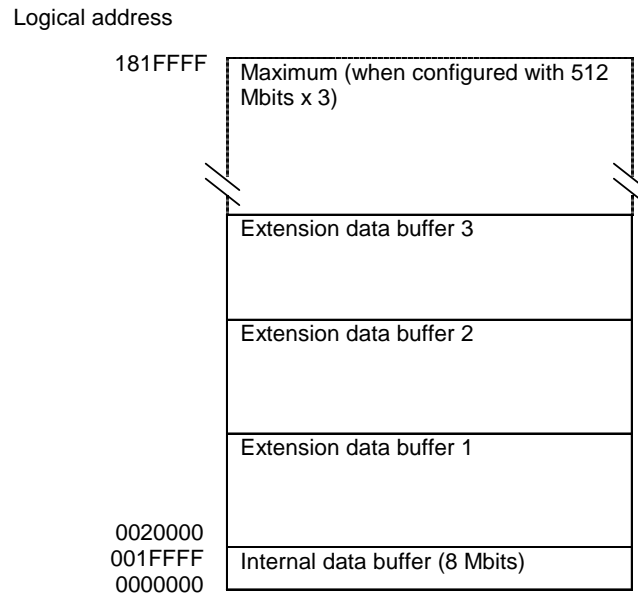 Logical address
181FFFF
Maximum (when configured with 512
Mbits x 3)
Extension data buffer 3
Extension data buffer 2
Extension data buffer 1
0020000
001FFFF
Internal data buffer (8 Mbits)
0000000